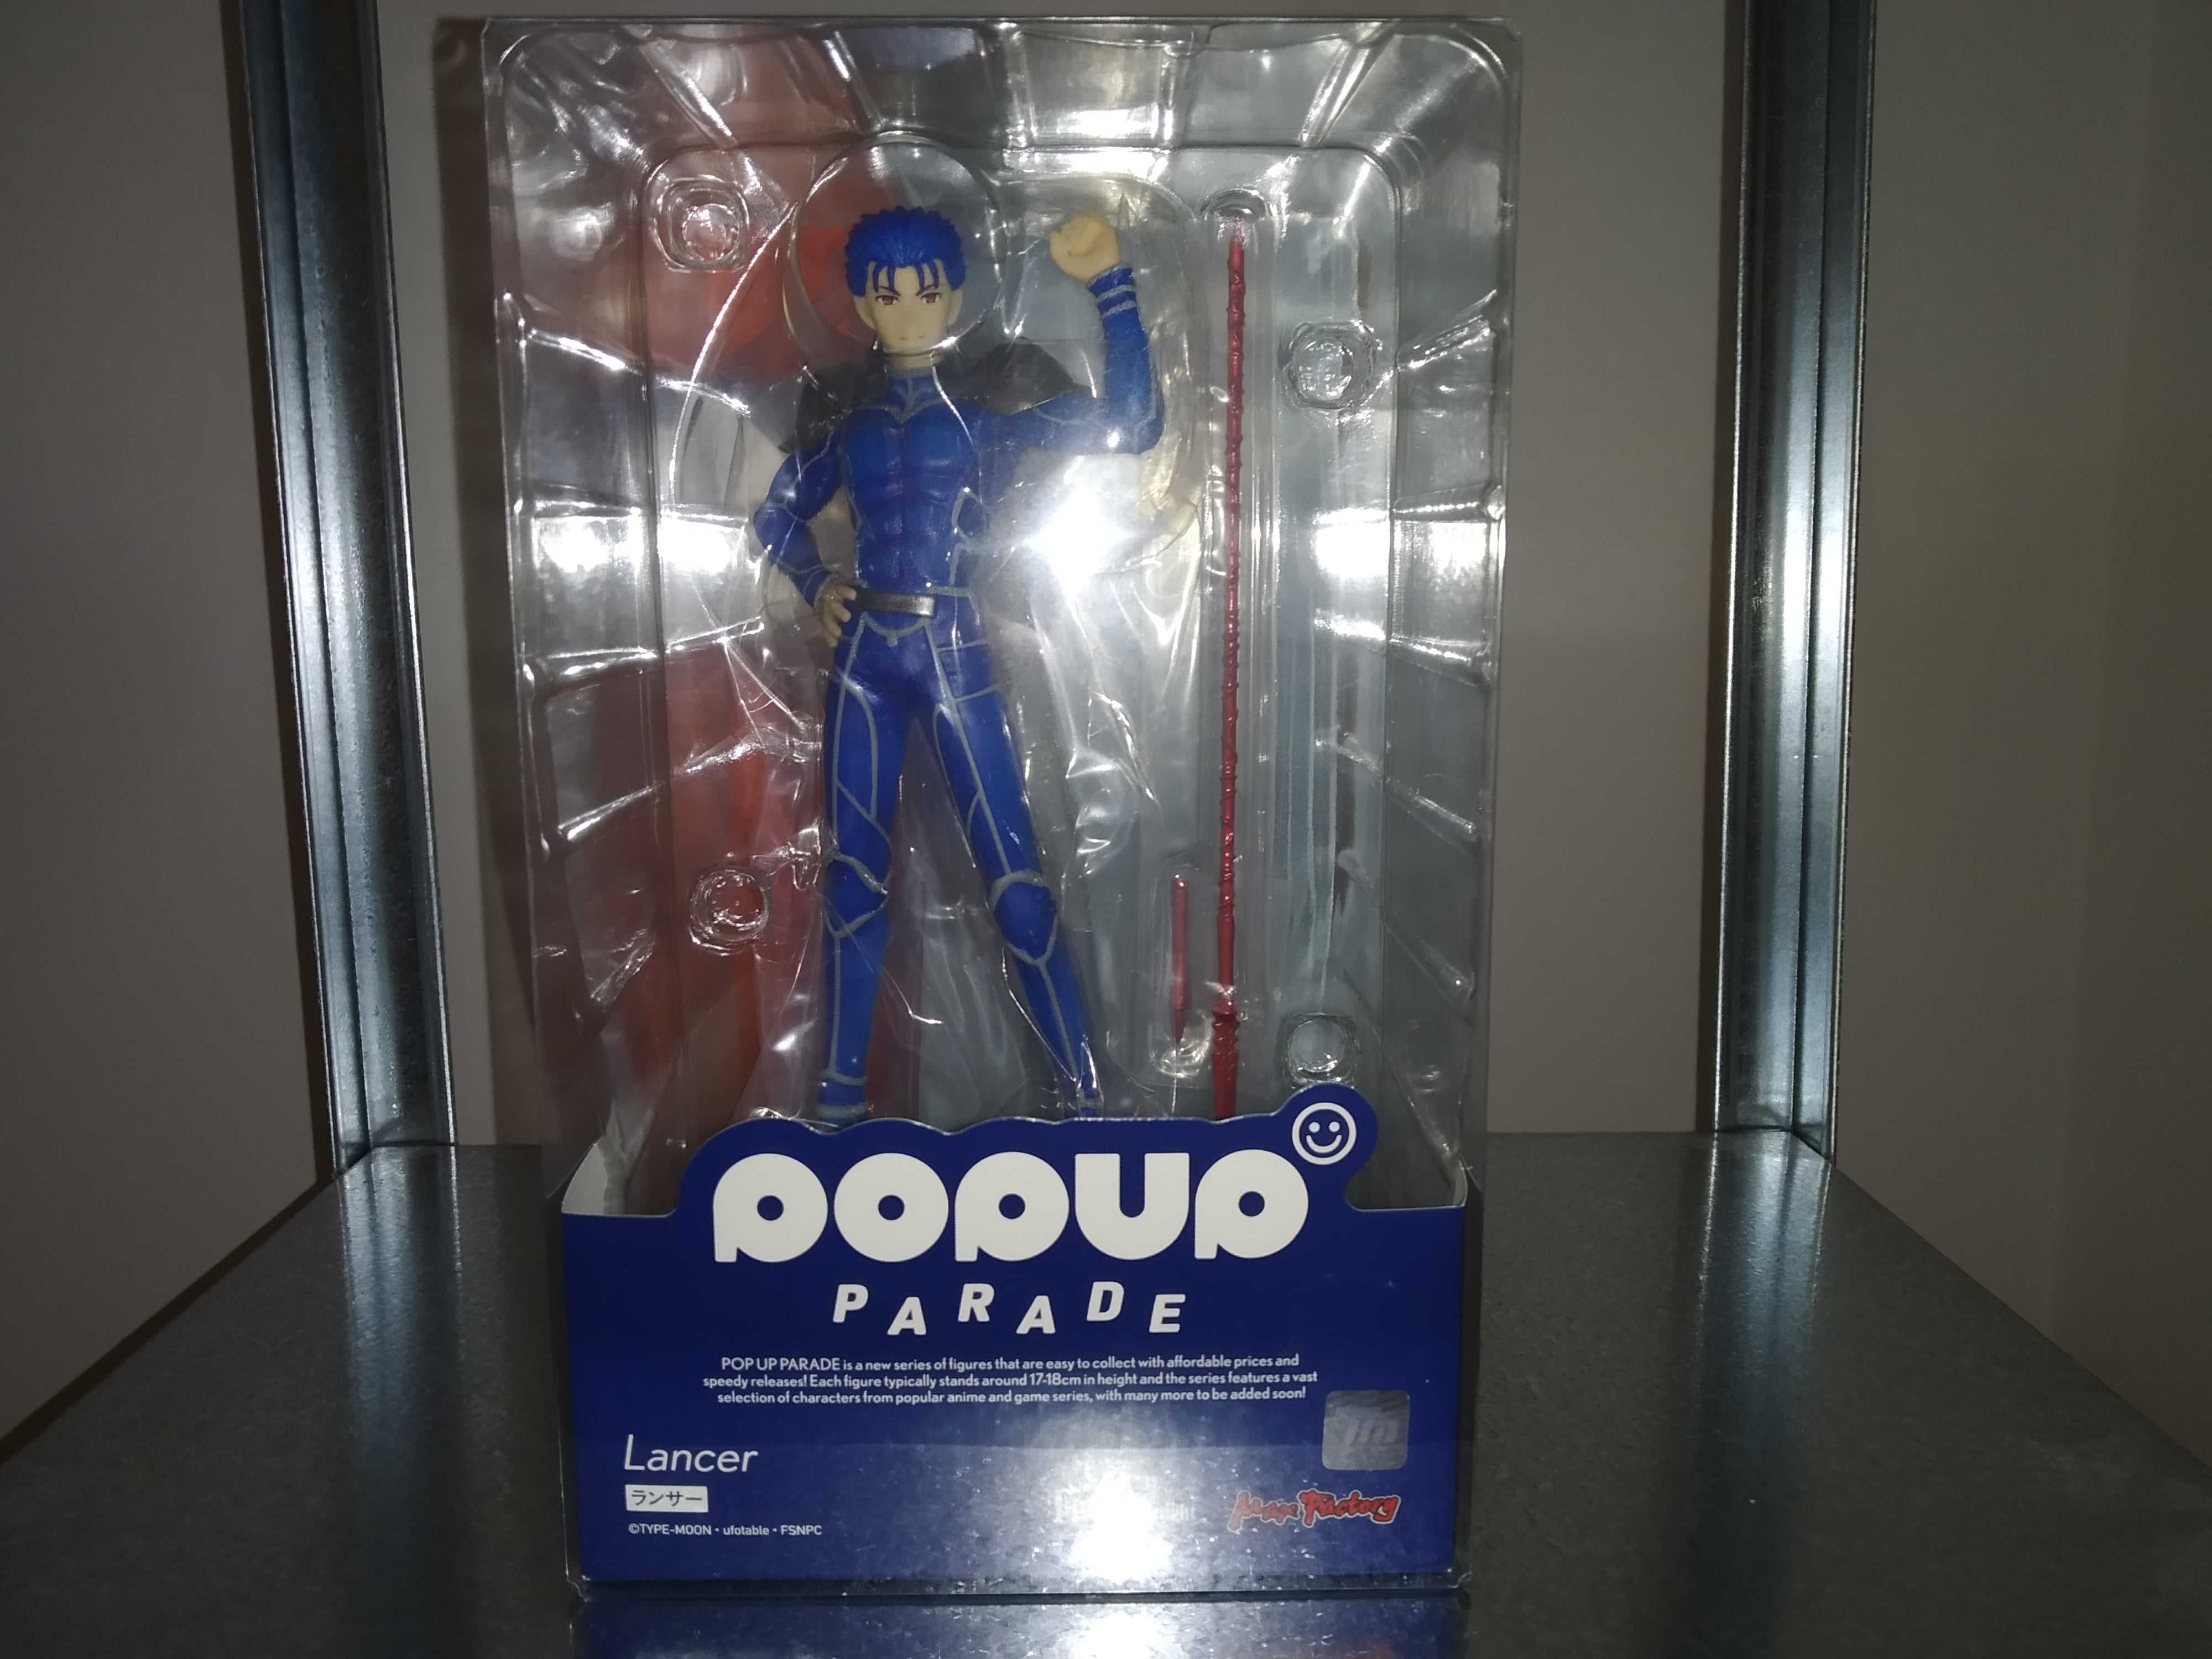 POPUP
PARADE
POP UP PARADE is a new series of figures that are easy to collect with affordable prices and
speedy releases! Each figure typically stands around 17-18cm in height and the series features a vast
selection of characters from popular anime and game series, with many more to be added soon!
Lancer
ランサー
Max Factory
©TYPE-MOON・ufotable・FSNPC